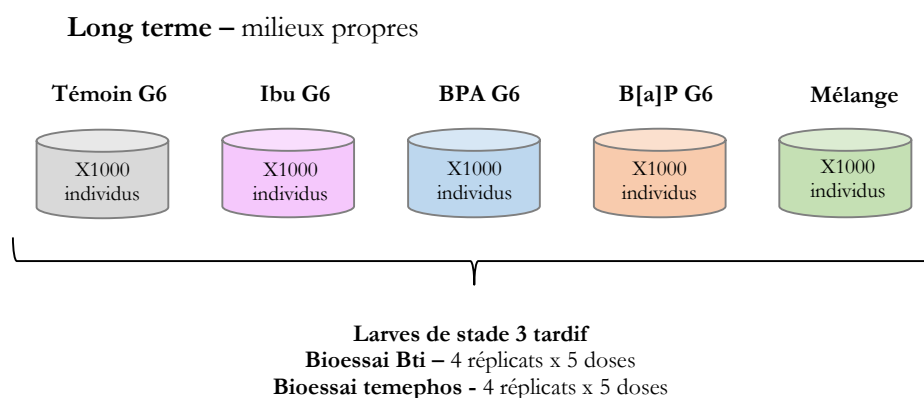 Long terme – milieux propres
Témoin G6 Ibu G6 BPA G6 B[a]P G6 Mélange
X1000 X1000 X1000 X1000 X1000
individus individus individus individus individus
Larves de stade 3 tardif
Bioessai Bti – 4 réplicats x 5 doses
Bioessai temephos - 4 réplicats x 5 doses